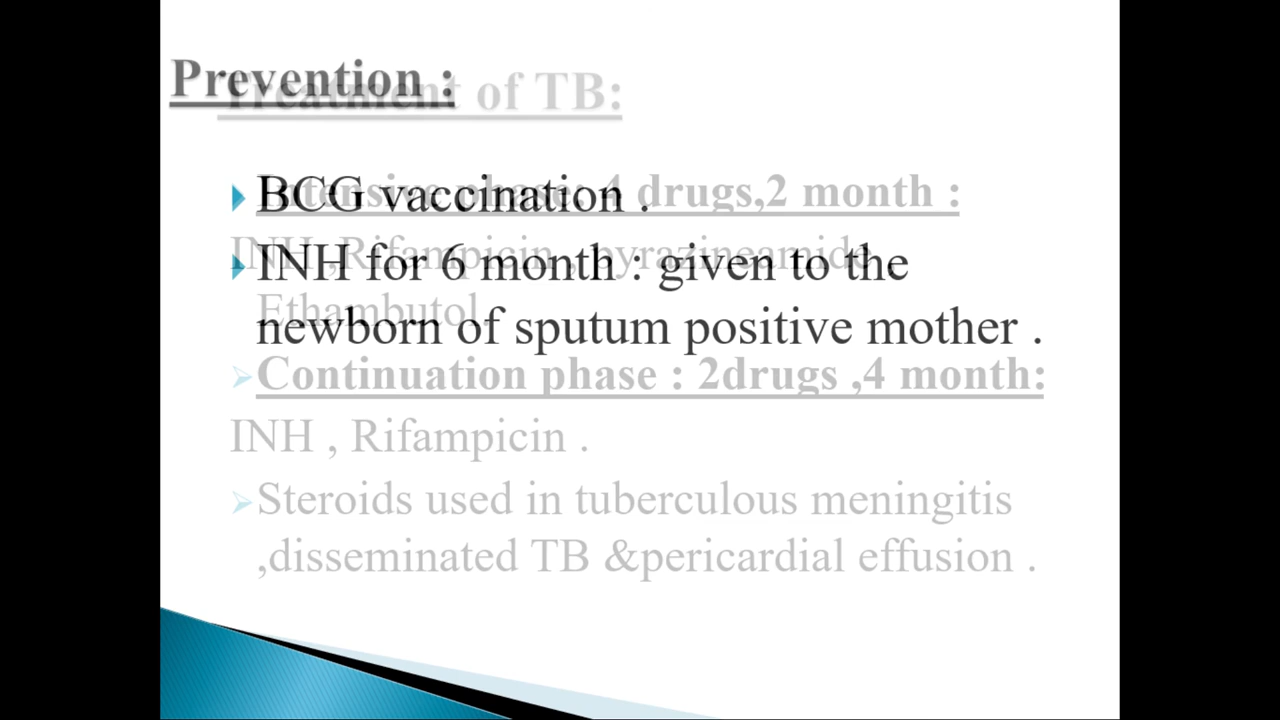 Prevention :
BCG vaccination .
INH for 6 month : given to the
newborn of sputum positive mother .
Treatment of TB:
Intensive phase: 4 drugs,2 month :
INH ,Rifampicin , pyrazineamide ,
Ethambutol
Continuation phase : 2drugs ,4 month:
INH , Rifampicin .
Steroids used in tuberculous meningitis
,disseminated TB &pericardial effusion .